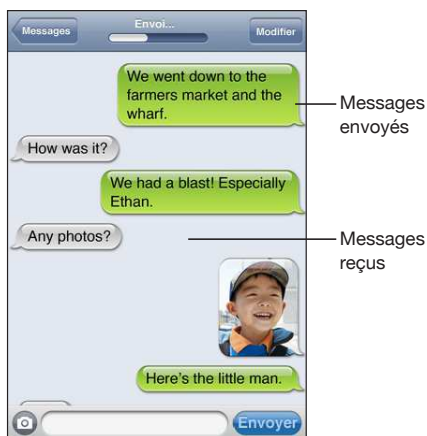 Messages
Envoi...
Modifier
We went down to the
farmers market and the
wharf.
Messages
envoyés
How was it?
We had a blast! Especially
Ethan.
Any photos?
Messages
reçus
Here's the little man.
Envoyer